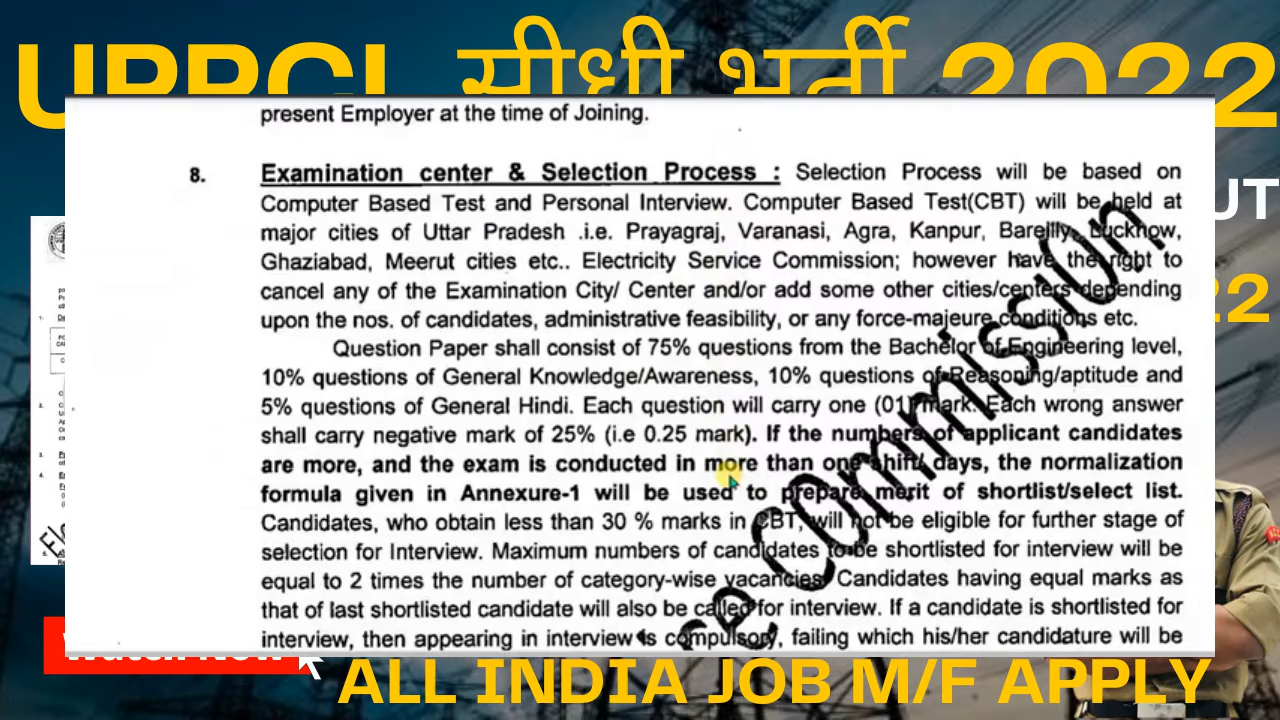 UPPCL सीधी भर्ती 2022
present Employer at the time of Joining.
8. Examination center & Selection Process : Selection Process will be based on
Computer Based Test and Personal Interview. Computer Based Test(CBT) will be held at
major cities of Uttar Pradesh .i.e. Prayagraj, Varanasi, Agra, Kanpur, Bareilly, Lucknow,
Ghaziabad, Meerut cities etc.. Electricity Service Commission; however have the right to
cancel any of the Examination City/ Center and/or add some other cities/centers depending
upon the nos. of candidates, administrative feasibility, or any force-majeure conditions etc.
Question Paper shall consist of 75% questions from the Bachelor of Engineering level,
10% questions of General Knowledge/Awareness, 10% questions of Reasoning/aptitude and
5% questions of General Hindi. Each question will carry one (01) mark. Each wrong answer
shall carry negative mark of 25% (i.e 0.25 mark). If the numbers of applicant candidates
are more, and the exam is conducted in more than one shift/ days, the normalization
formula given in Annexure-1 will be used to prepare merit of shortlist/select list.
Candidates, who obtain less than 30 % marks in CBT, will not be eligible for further stage of
selection for Interview. Maximum numbers of candidates to be shortlisted for interview will be
equal to 2 times the number of category-wise vacancies. Candidates having equal marks as
that of last shortlisted candidate will also be called for interview. If a candidate is shortlisted for
interview, then appearing in interview is compulsory, failing which his/her candidature will be
ce Commission
UT
22
Watch Now
ALL INDIA JOB M/F APPLY